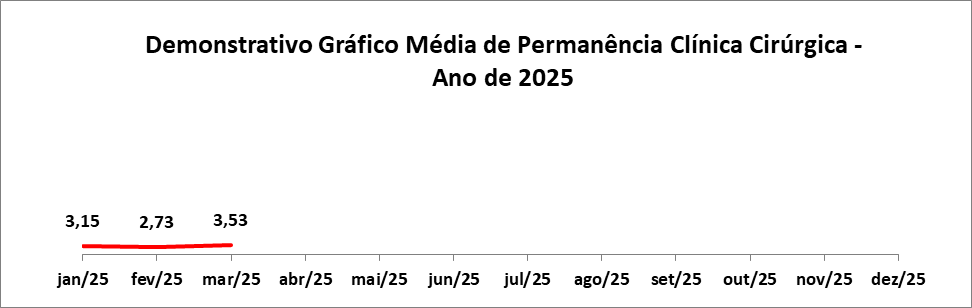 Demonstrativo Gráfico Média de Permanência Clínica Cirúrgica -
Ano de 2025
3,15 2,73 3,53
jan/25 fev/25 mar/25 abr/25 mai/25 jun/25 jul/25 ago/25 set/25 out/25 nov/25 dez/25